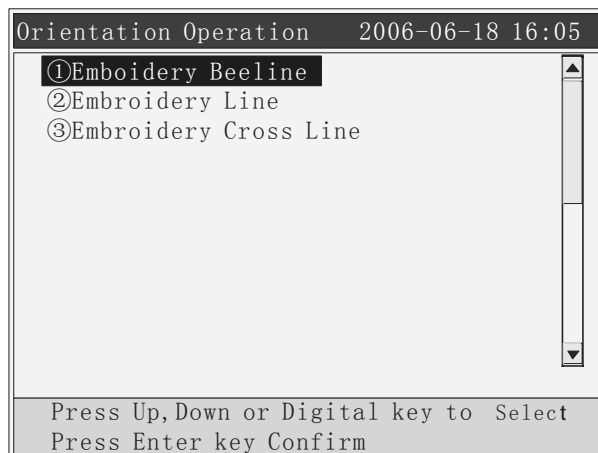 Orientation Operation 2006-06-18 16:05
①Emboidery Beeline
②Embroidery Line
③Embroidery Cross Line
Press Up,Down or Digital key to Select
Press Enter key Confirm